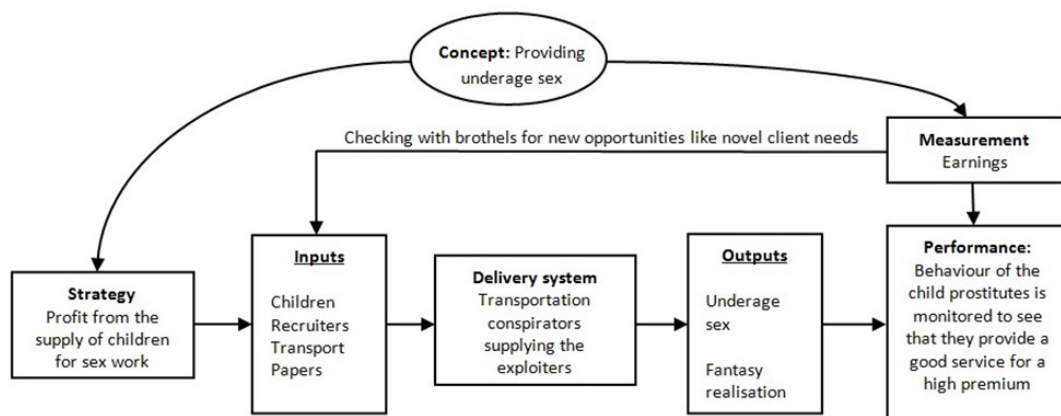 Concept: Providing
underage sex
Checking with brothels for new opportunities like novel client needs
Measurement
Earnings
Strategy
Profit from the
supply of children
for sex work
Inputs
Children
Recruiters
Transport
Papers
Delivery system
Transportation
conspirators
supplying the
exploiters
Outputs
Underage
sex
Fantasy
realisation
Performance:
Behaviour of the
child prostitutes is
monitored to see
that they provide a
good service for a
high premium